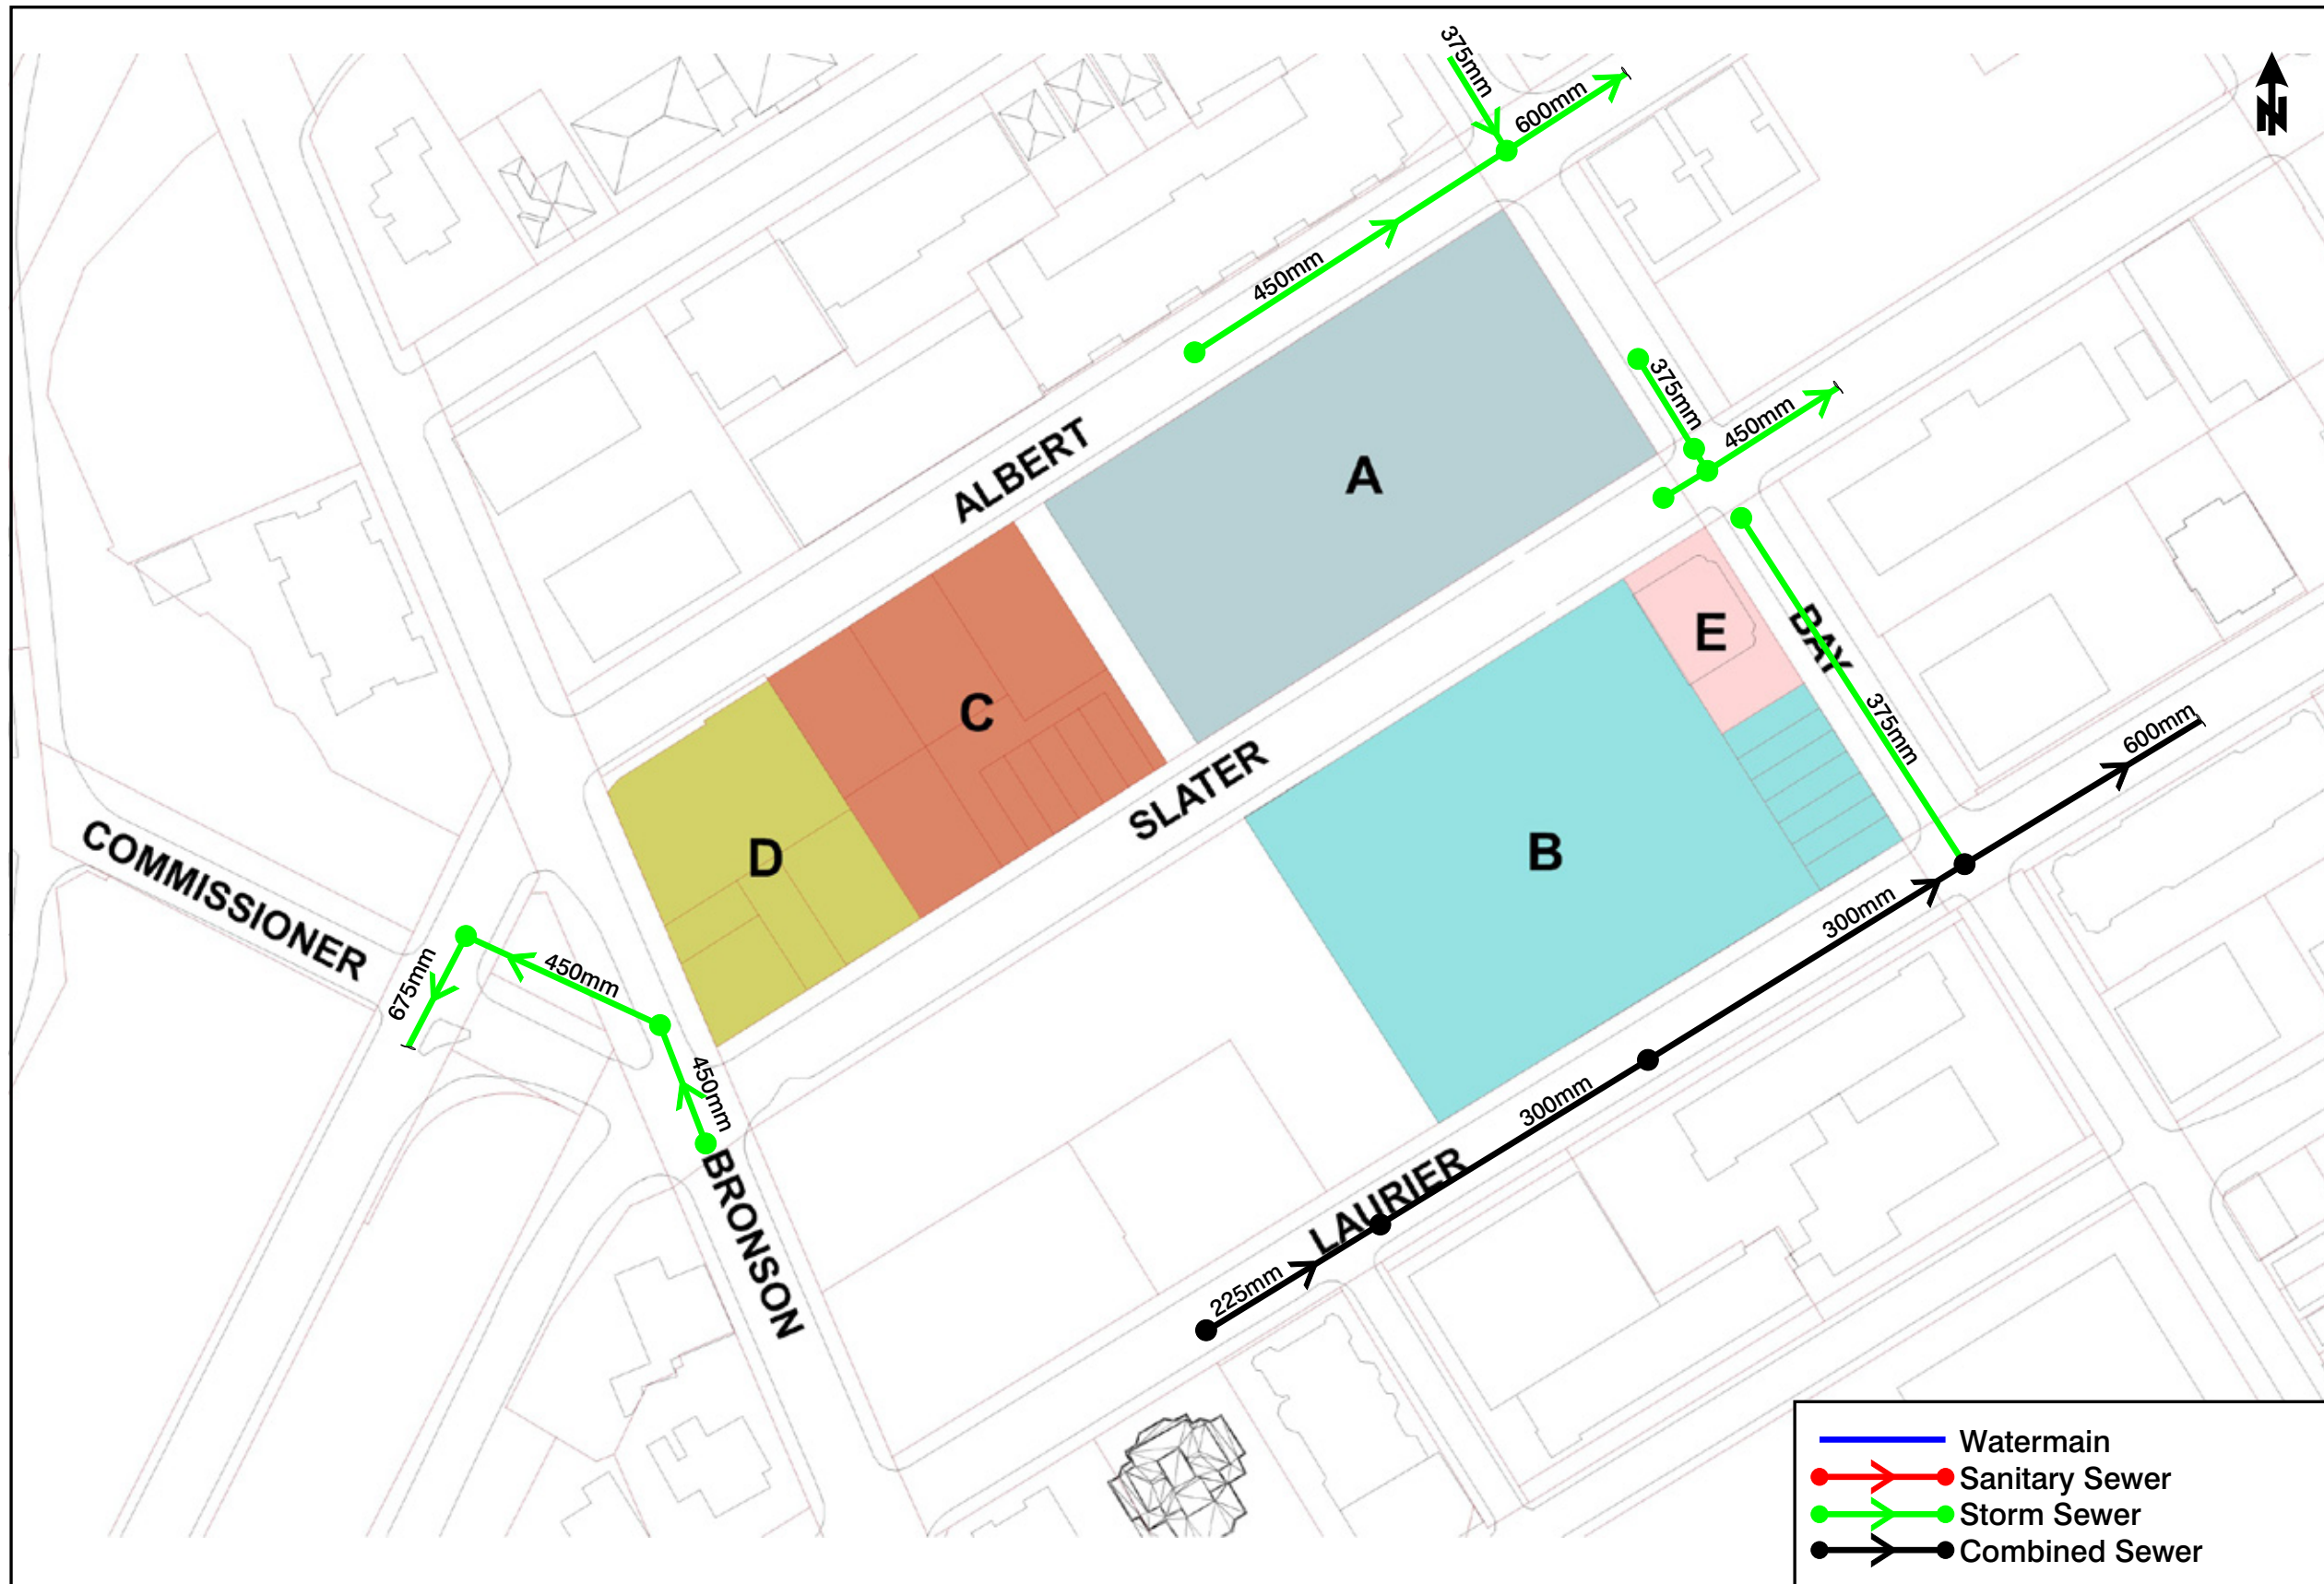 375mm
600mm
N
450mm
375mm
450mm
ALBERT
A
E
BAY
C
375mm
600mm
SLATER
D
B
COMMISSIONER
300mm
450mm
675mm
450mm
300mm
BRONSON
LAURIER
225mm
Watermain
Sanitary Sewer
Storm Sewer
Combined Sewer